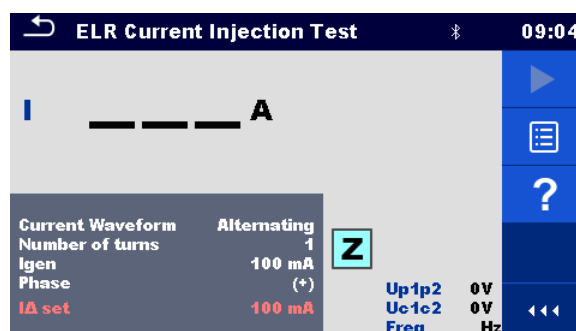 ELR Current Injection Test 09:04
I _ _ _ A
?
Current Waveform Alternating
Number of turns 1
Igen 100 mA
Phase (+)
IΔ set 100 mA
Z
Up1p2 0V
Uc1c2 0V
Freq Hz